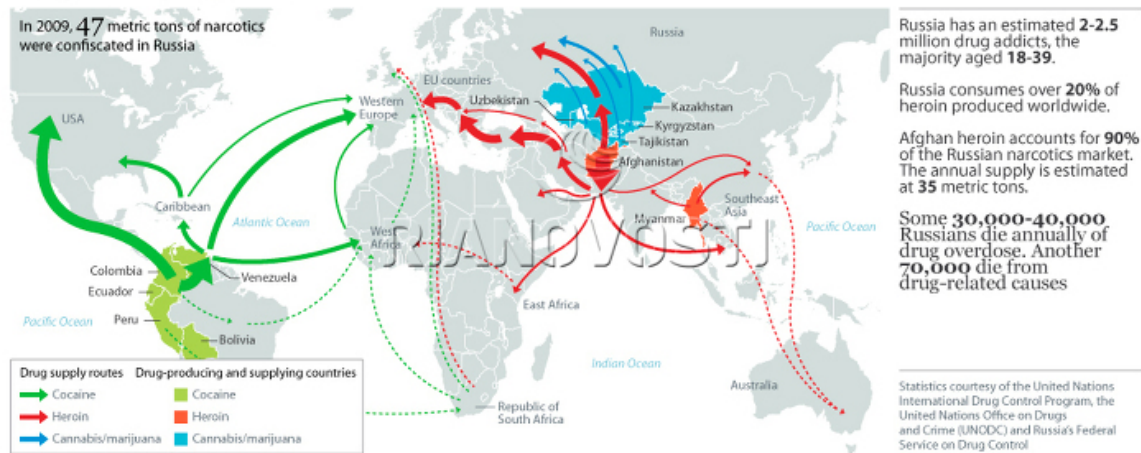 In 2009, 47 metric tons of narcotics
were confiscated in Russia
Russia
USA
EU countries
Western
Europe
Uzbekistan
Kazakhstan
Kyrgyzstan
Tajikistan
Afghanistan
Caribbean
Atlantic Ocean
West
Africa
Myanmar
Southeast
Asia
Pacific Ocean
RIANOVOSTI
Colombia
Venezuela
Ecuador
East Africa
Pacific Ocean
Peru
Bolivia
Indian Ocean
Australia
Republic of
South Africa
Drug supply routes
Cocaine
Heroin
Cannabis/marijuana
Drug-producing and supplying countries
Cocaine
Heroin
Cannabis/marijuana
Russia has an estimated 2-2.5
million drug addicts, the
majority aged 18-39.
Russia consumes over 20% of
heroin produced worldwide.
Afghan heroin accounts for 90%
of the Russian narcotics market.
The annual supply is estimated
at 35 metric tons.
Some 30,000-40,000
Russians die annually of
drug overdose. Another
70,000 die from
drug-related causes
Statistics courtesy of the United Nations
International Drug Control Program, the
United Nations Office on Drugs
and Crime (UNODC) and Russia's Federal
Service on Drug Control